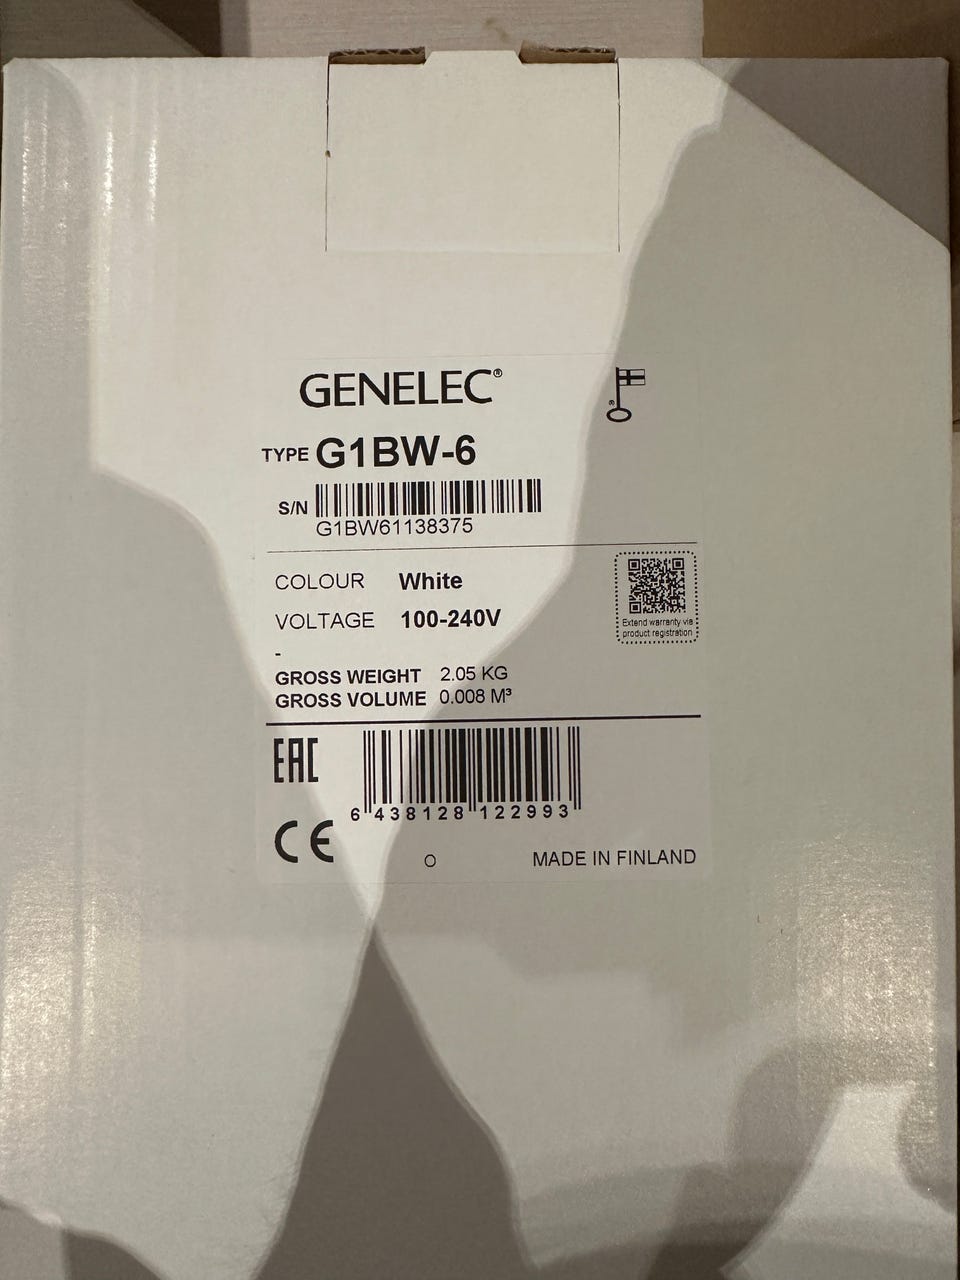 GENELEC®
®
TYPE G1BW-6
S/N
G1BW61138375
COLOUR White
VOLTAGE 100-240V
-
Extend warranty via
product registration
GROSS WEIGHT 2.05 KG
GROSS VOLUME 0.008 M³
EAC
6 438128 122993
CE
O
MADE IN FINLAND